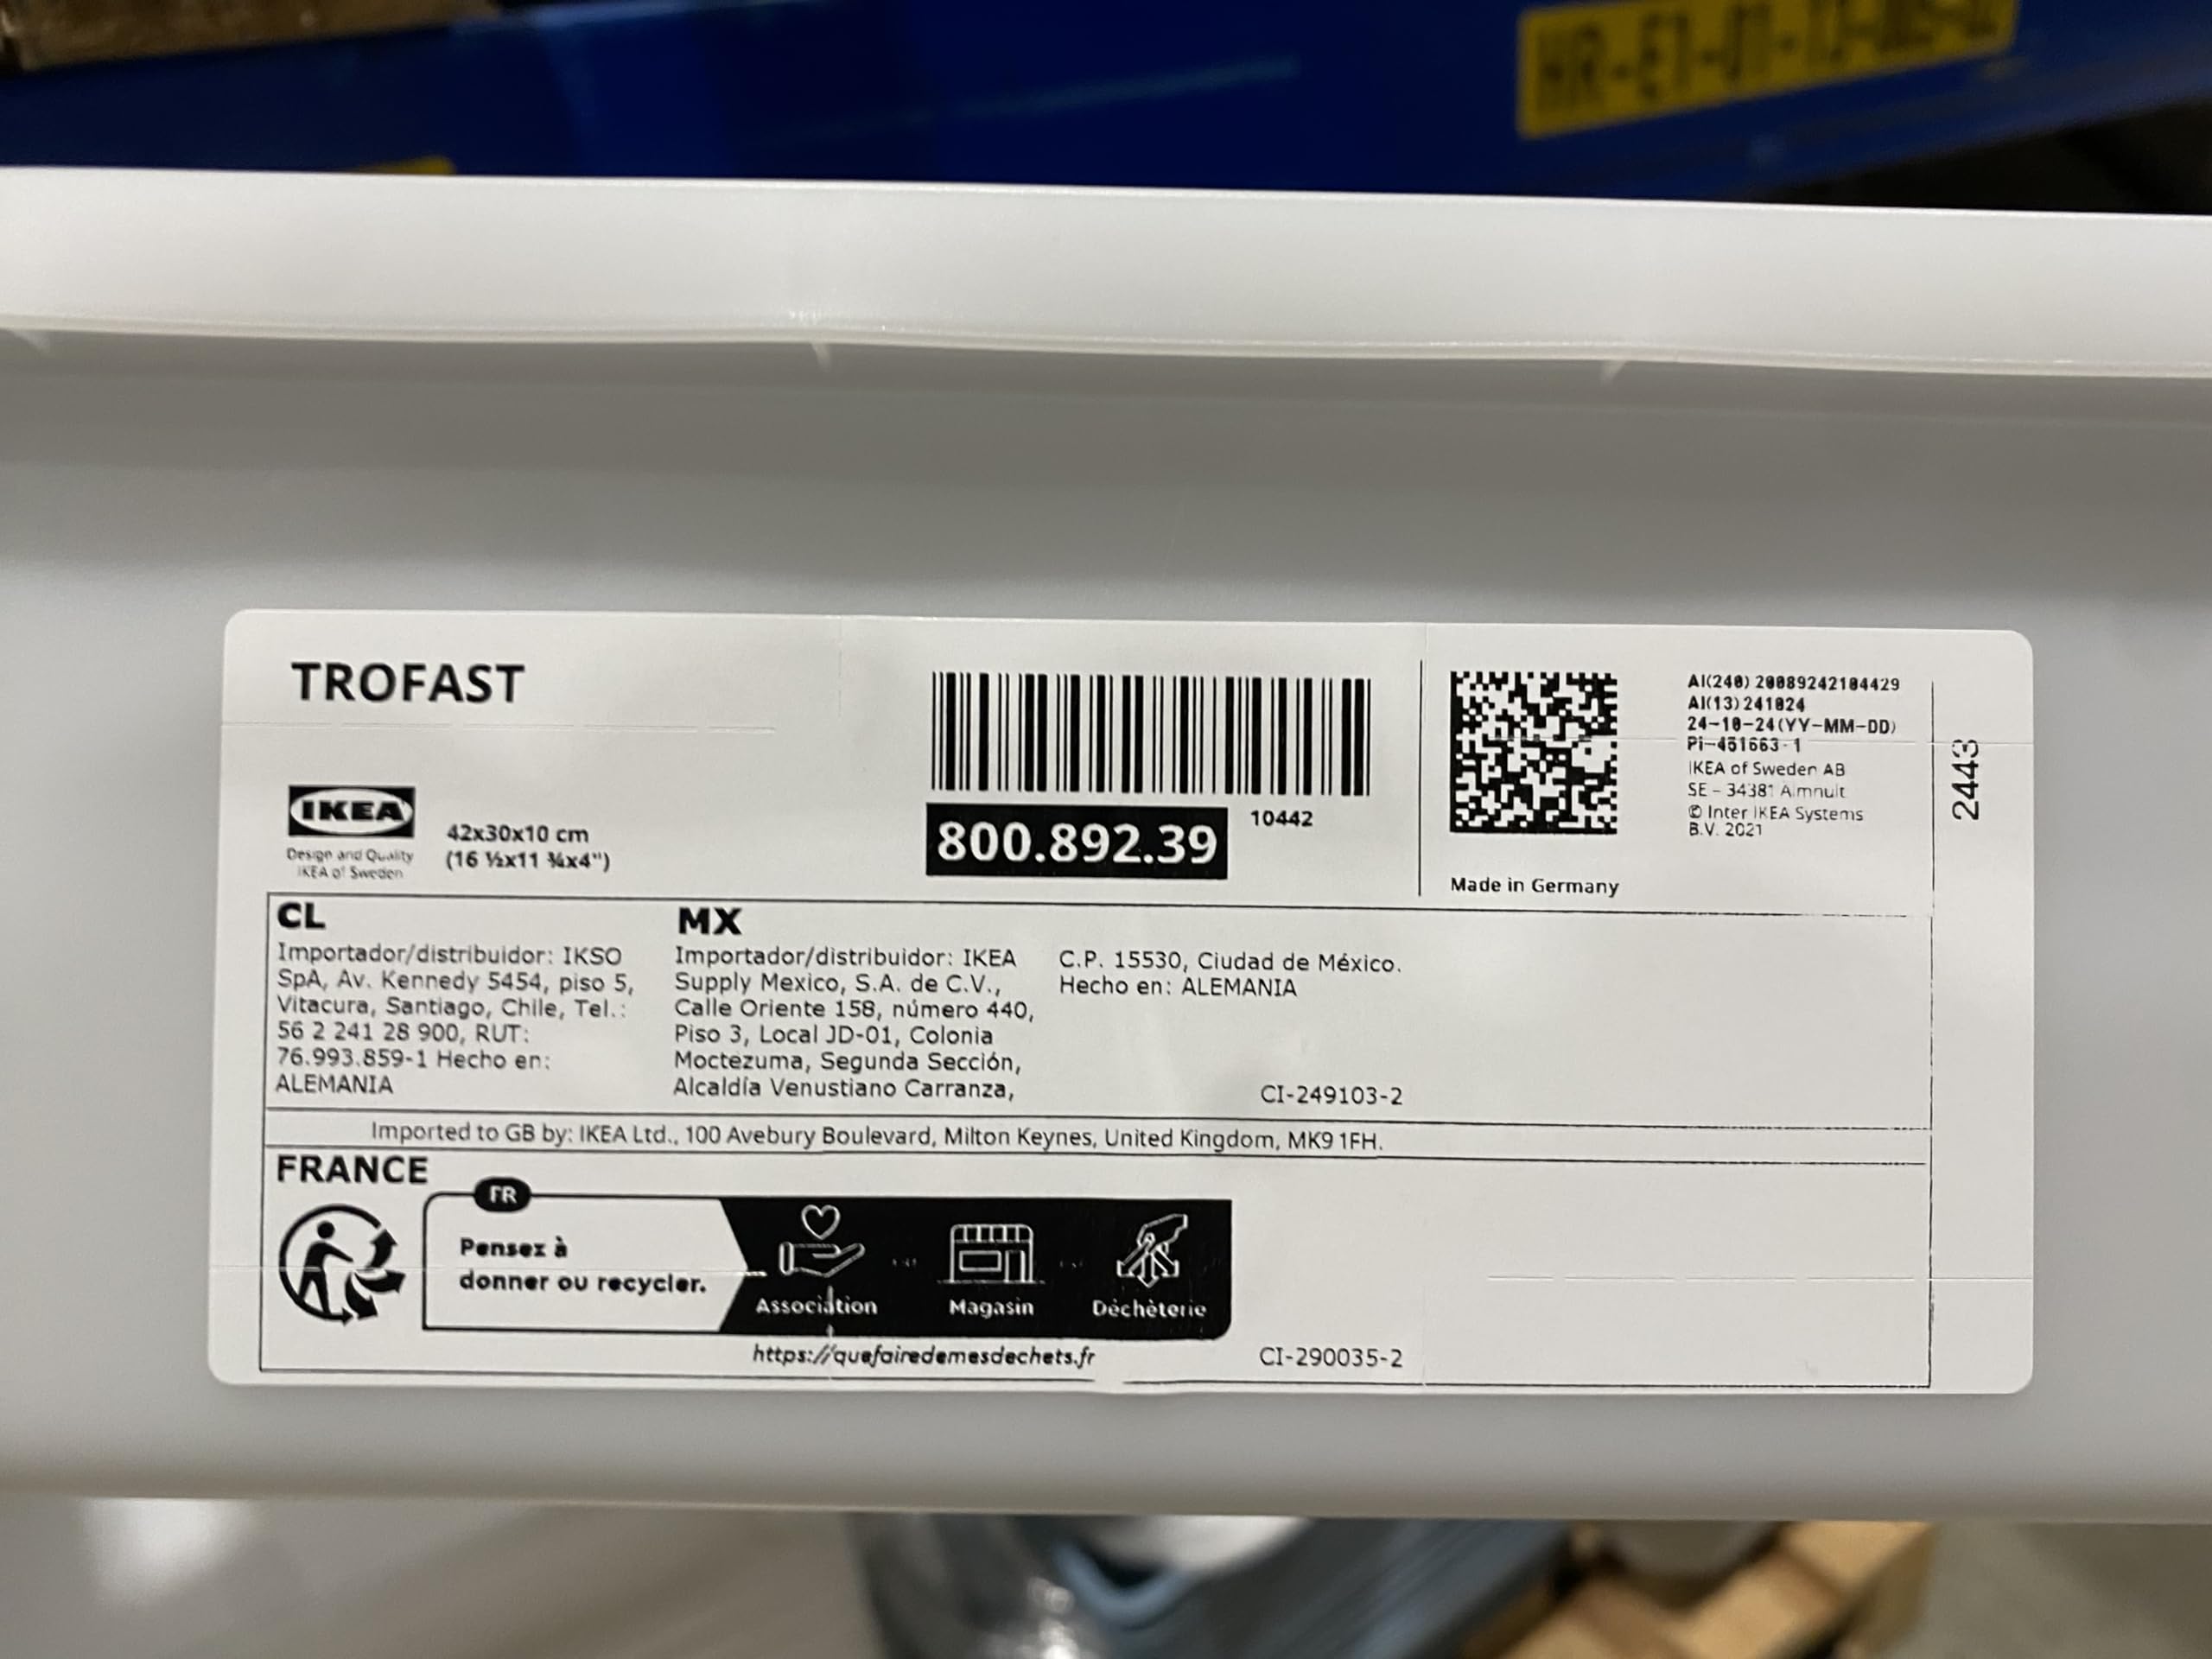 TROFAST
IKEA
Design and Quality
IKEA of Sweden
42x30x10 cm
(16 ½x11 ¾x4")
800.892.39
10442
Made in Germany
AI(240) 20089242104429
AI(13) 241024
24-10-24(YY-MM-DD)
Pi-451663-1
IKEA of Sweden AB
SE - 34381 Älmhult
© Inter IKEA Systems
B.V. 2021
2443
CL
Importador/distribuidor: IKSO
SpA, Av. Kennedy 5454, piso 5,
Vitacura, Santiago, Chile, Tel.:
56 2 241 28 900, RUT:
76.993.859-1 Hecho en:
ALEMANIA
MX
Importador/distribuidor: IKEA
Supply Mexico, S.A. de C.V.,
Calle Oriente 158, número 440,
Piso 3, Local JD-01, Colonia
Moctezuma, Segunda Sección,
Alcaldía Venustiano Carranza,
C.P. 15530, Ciudad de México.
Hecho en: ALEMANIA
CI-249103-2
Imported to GB by: IKEA Ltd., 100 Avebury Boulevard, Milton Keynes, United Kingdom, MK9 1FH.
FRANCE
FR
Pensez à
donner ou recycler.
Association
Magasin
Déchèterie
https://quefairedemesdechets.fr
CI-290035-2